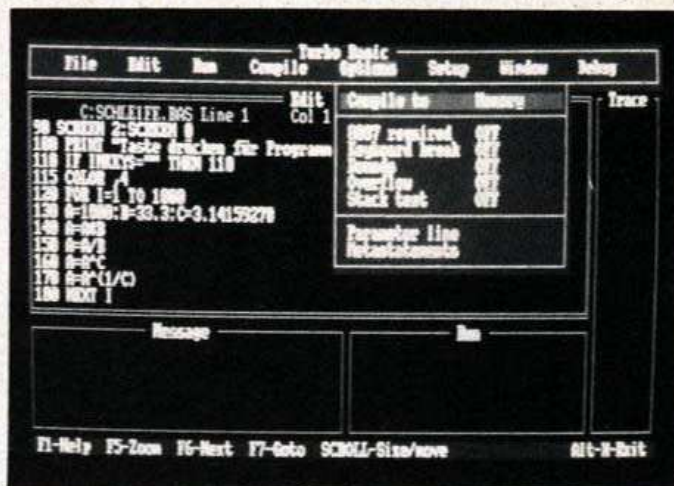 Turbo Basic
File Edit Run Compile Options Setup Window Debug
Edit
C:SCHLEIFE.BAS Line 1 Col 1
90 SCREEN 2:SCREEN 0
100 PRINT "Taste drücken für Programm
110 IF INKEY$="" THEN 110
115 COLOR ,4
120 FOR I=1 TO 1000
130 A=1000:B=33.3:C=3.14159270
140 A=A*B
150 A=A/B
160 A=A^C
170 A=A^(1/C)
180 NEXT I
Compile to Memory
8087 required OFF
Keyboard break OFF
Bounds OFF
Overflow OFF
Stack test OFF
Parameter line
Metastatements
Trace
Message
Run
F1-Help F5-Zoom F6-Next F7-Goto SCROLL-Size/move Alt-X-Exit